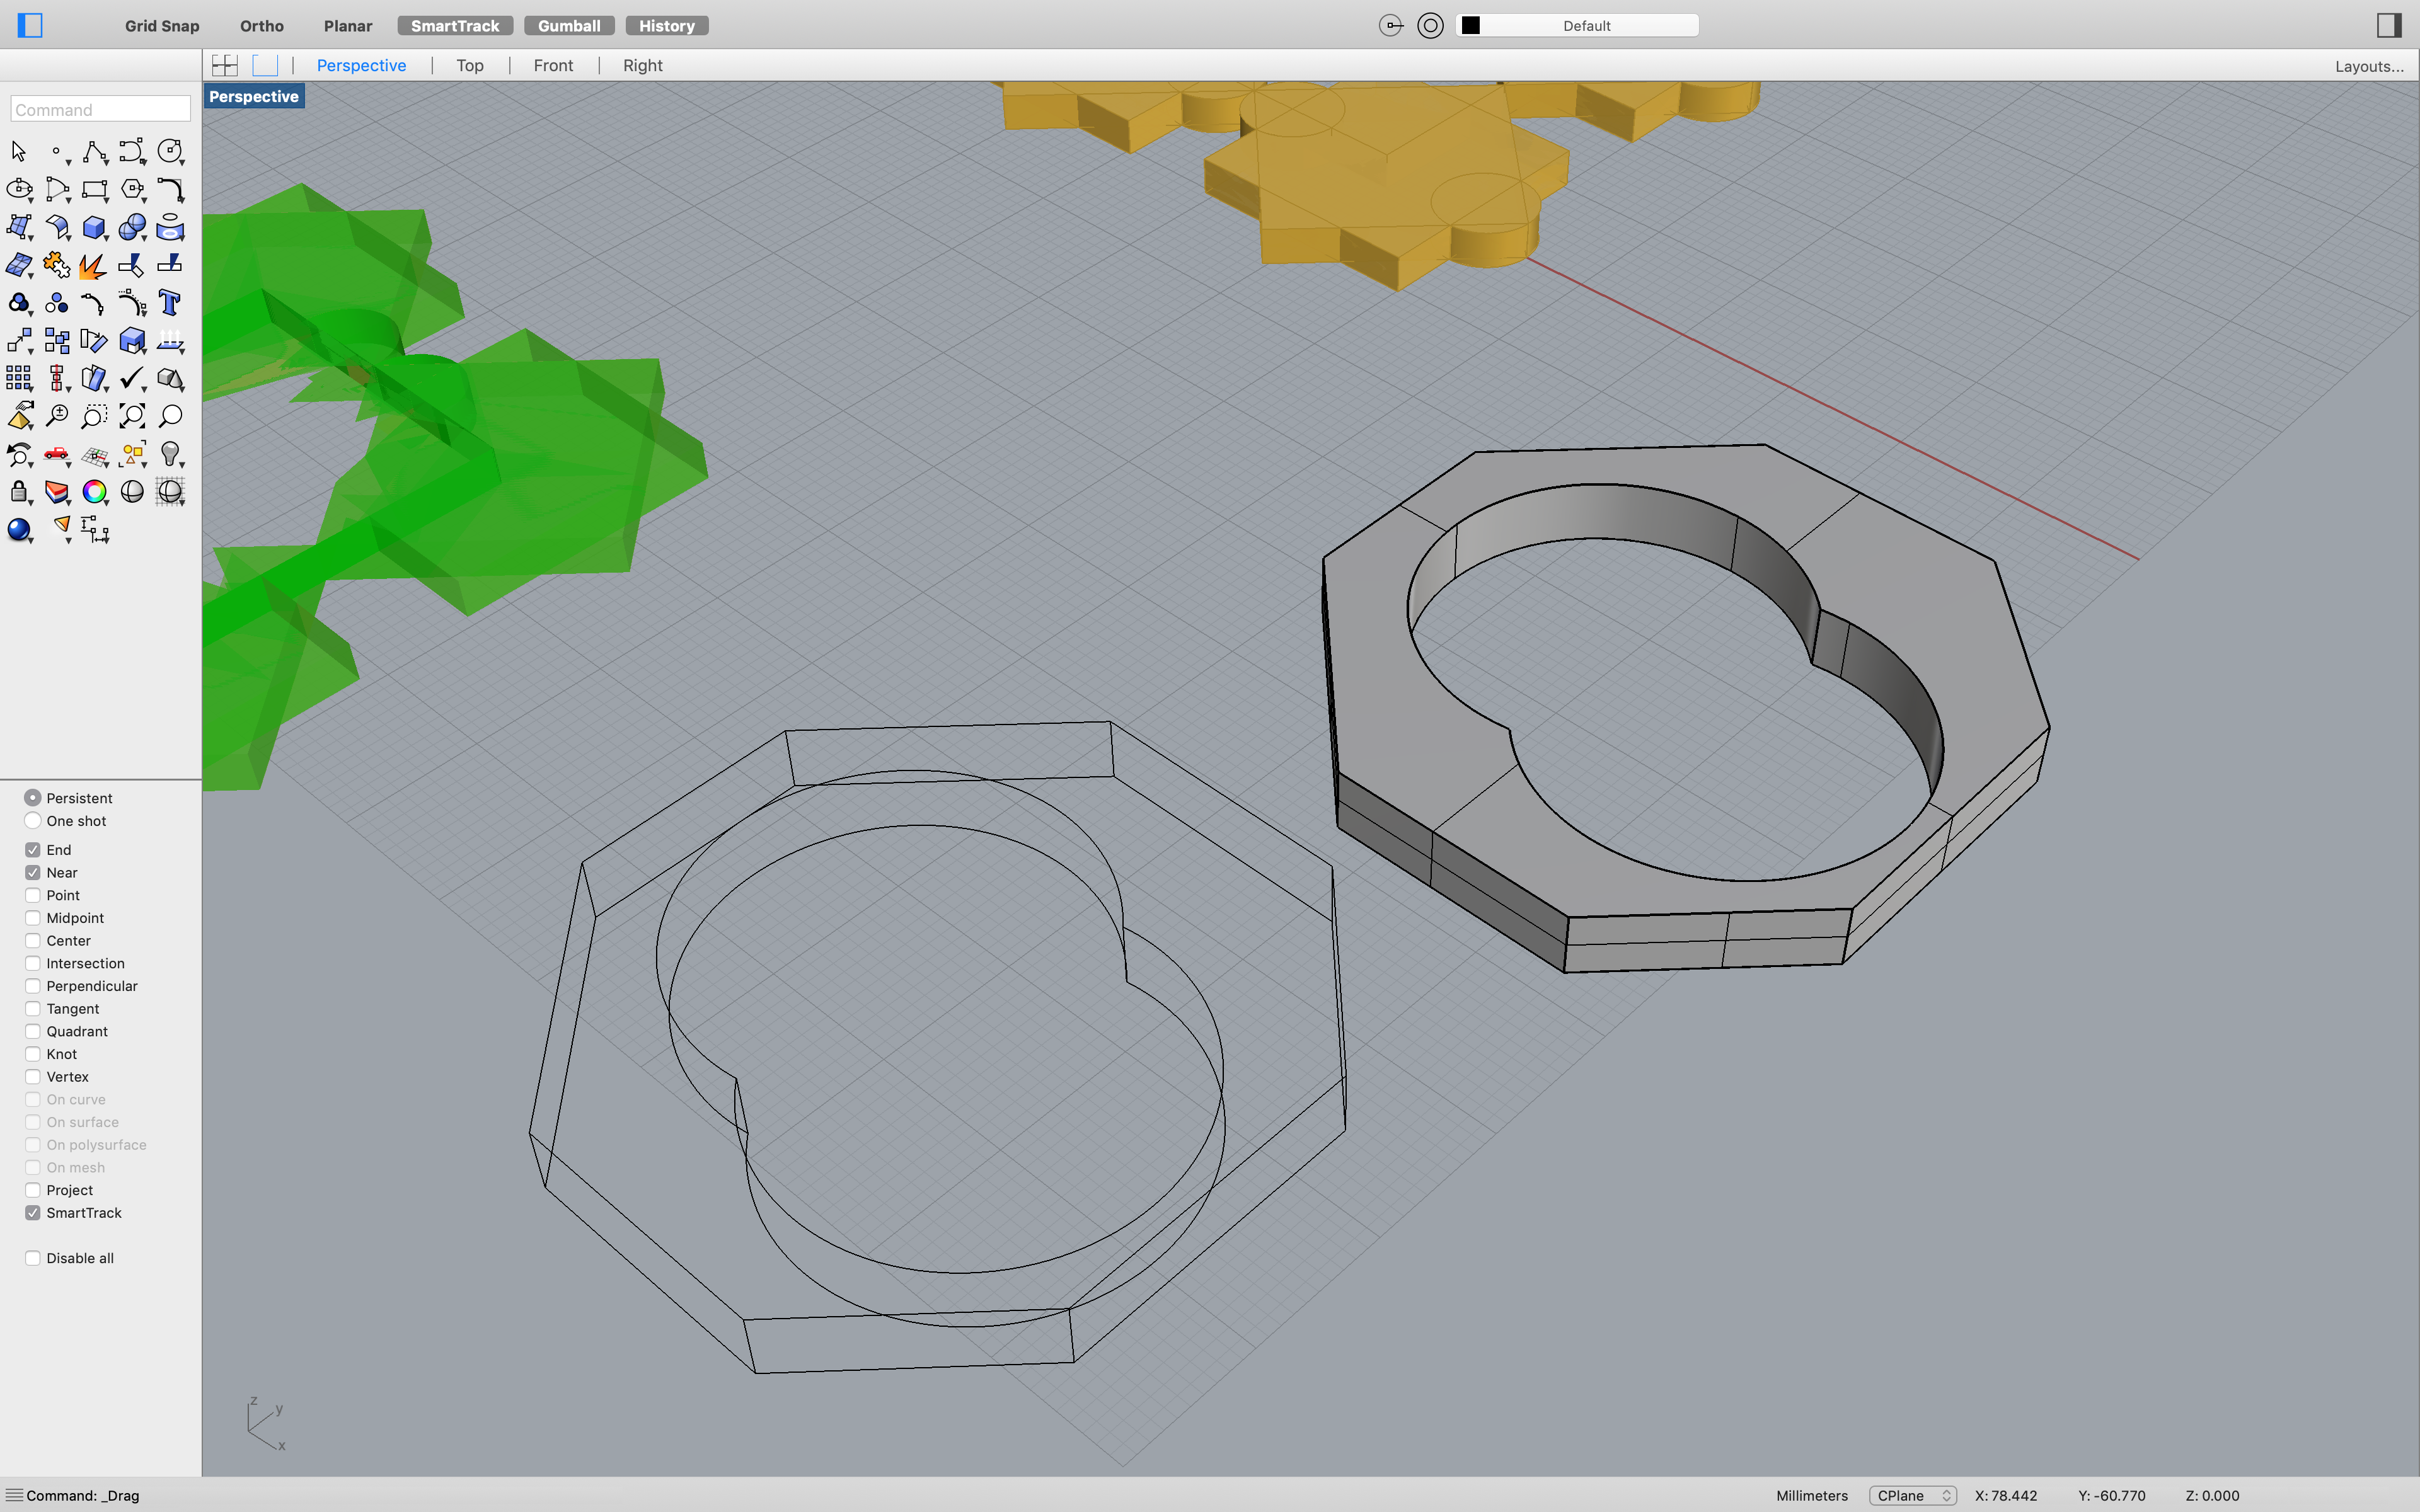 Grid Snap Ortho Planar SmartTrack Gumball History Default
Perspective Top Front Right Layouts...
Perspective
Command
Persistent
One shot
End
Near
Point
Midpoint
Center
Intersection
Perpendicular
Tangent
Quadrant
Knot
Vertex
On curve
On surface
On polysurface
On mesh
Project
SmartTrack
Disable all
z
y
x
Command: _Drag Millimeters CPlane X: 78.442 Y: -60.770 Z: 0.000